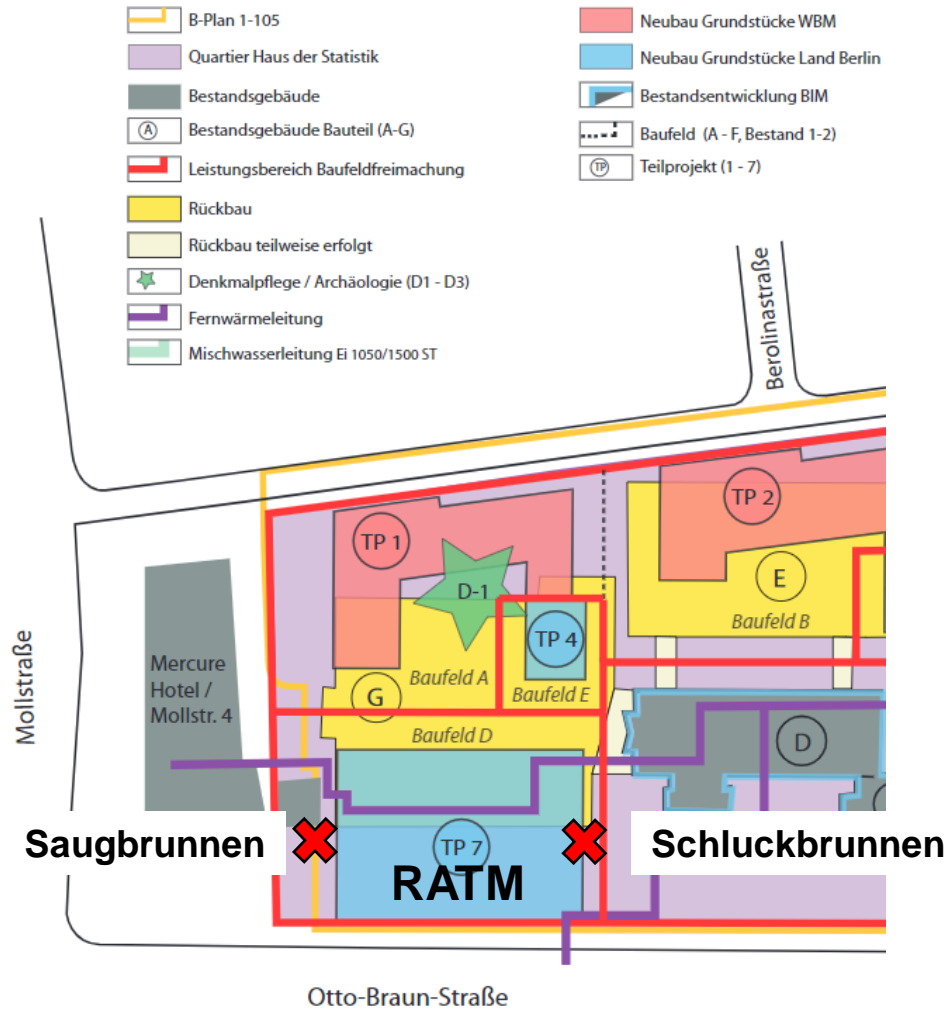 B-Plan 1-105
Quartier Haus der Statistik
Bestandsgebäude
A
Bestandsgebäude Bauteil (A-G)
Leistungsbereich Baufeldfreimachung
Rückbau
Rückbau teilweise erfolgt
Denkmalpflege / Archäologie (D1 - D3)
Fernwärmeleitung
Mischwasserleitung Ei 1050/1500 ST
Neubau Grundstücke WBM
Neubau Grundstücke Land Berlin
Bestandsentwicklung BIM
Baufeld (A - F, Bestand 1-2)
TP
Teilprojekt (1 - 7)
Berolinastraße
TP 2
TP 1
E
D-1
Baufeld B
TP 4
Mollstraße
Mercure
Hotel /
Mollstr. 4
Baufeld A
G
Baufeld E
Baufeld D
D
Saugbrunnen
TP 7
Schluckbrunnen
RATM
Otto-Braun-Straße